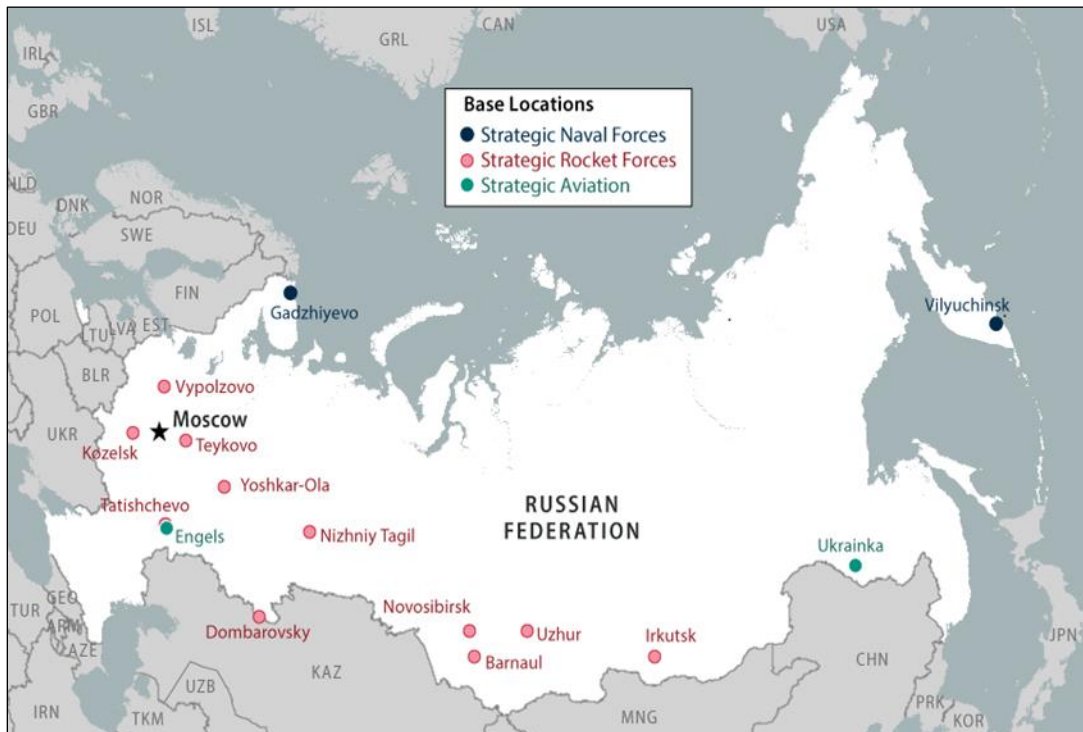 ISL
GRL
CAN
USA
IRL
GBR
Base Locations
Strategic Naval Forces
Strategic Rocket Forces
Strategic Aviation
NLD
DNK
NOR
DEU
SWE
FIN
Gadzhiyevo
Vilyuchinsk
POL
LTU
LVA
EST
BLR
Vypolzovo
Moscow
UKR
Kozelsk
Teykovo
Yoshkar-Ola
Tatishchevo
Engels
Nizhniy Tagil
RUSSIAN
FEDERATION
Ukrainka
GEO
TUR
ARM
AZE
Dombarovsky
Novosibirsk
Uzhur
Irkutsk
Barnaul
KAZ
CHN
JPN
UZB
IRN
TKM
MNG
PRK
KOR